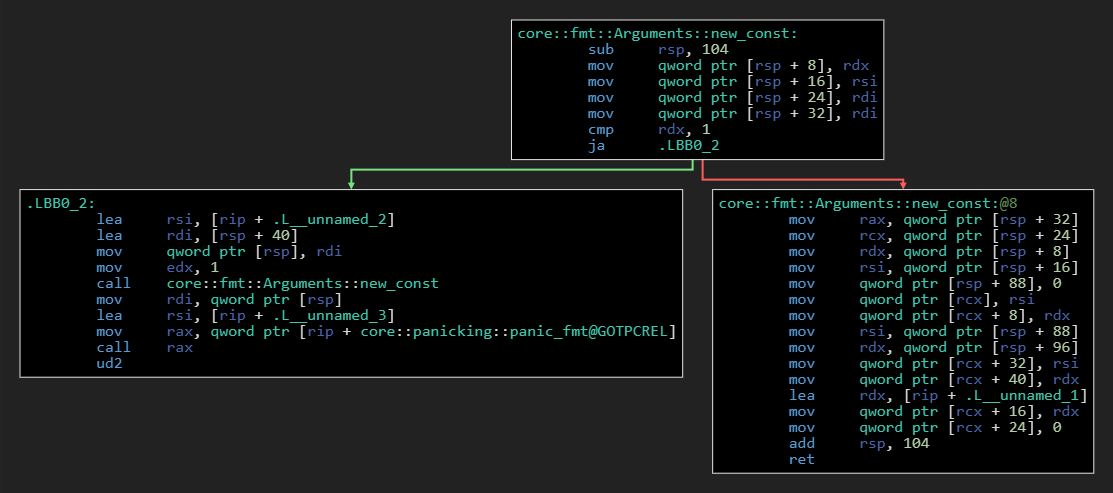 core::fmt::Arguments::new_const:
sub rsp, 104
mov qword ptr [rsp + 8], rdx
mov qword ptr [rsp + 16], rsi
mov qword ptr [rsp + 24], rdi
mov qword ptr [rsp + 32], rdi
cmp rdx, 1
ja .LBB0_2
.LBB0_2:
lea rsi, [rip + .L__unnamed_2]
lea rdi, [rsp + 40]
mov qword ptr [rsp], rdi
mov edx, 1
call core::fmt::Arguments::new_const
mov rdi, qword ptr [rsp]
lea rsi, [rip + .L__unnamed_3]
mov rax, qword ptr [rip + core::panicking::panic_fmt@GOTPCREL]
call rax
ud2
core::fmt::Arguments::new_const:@8
mov rax, qword ptr [rsp + 32]
mov rcx, qword ptr [rsp + 24]
mov rdx, qword ptr [rsp + 8]
mov rsi, qword ptr [rsp + 16]
mov qword ptr [rsp + 88], 0
mov qword ptr [rcx], rsi
mov qword ptr [rcx + 8], rdx
mov rsi, qword ptr [rsp + 88]
mov rdx, qword ptr [rsp + 96]
mov qword ptr [rcx + 32], rsi
mov qword ptr [rcx + 40], rdx
lea rdx, [rip + .L__unnamed_1]
mov qword ptr [rcx + 16], rdx
mov qword ptr [rcx + 24], 0
add rsp, 104
ret